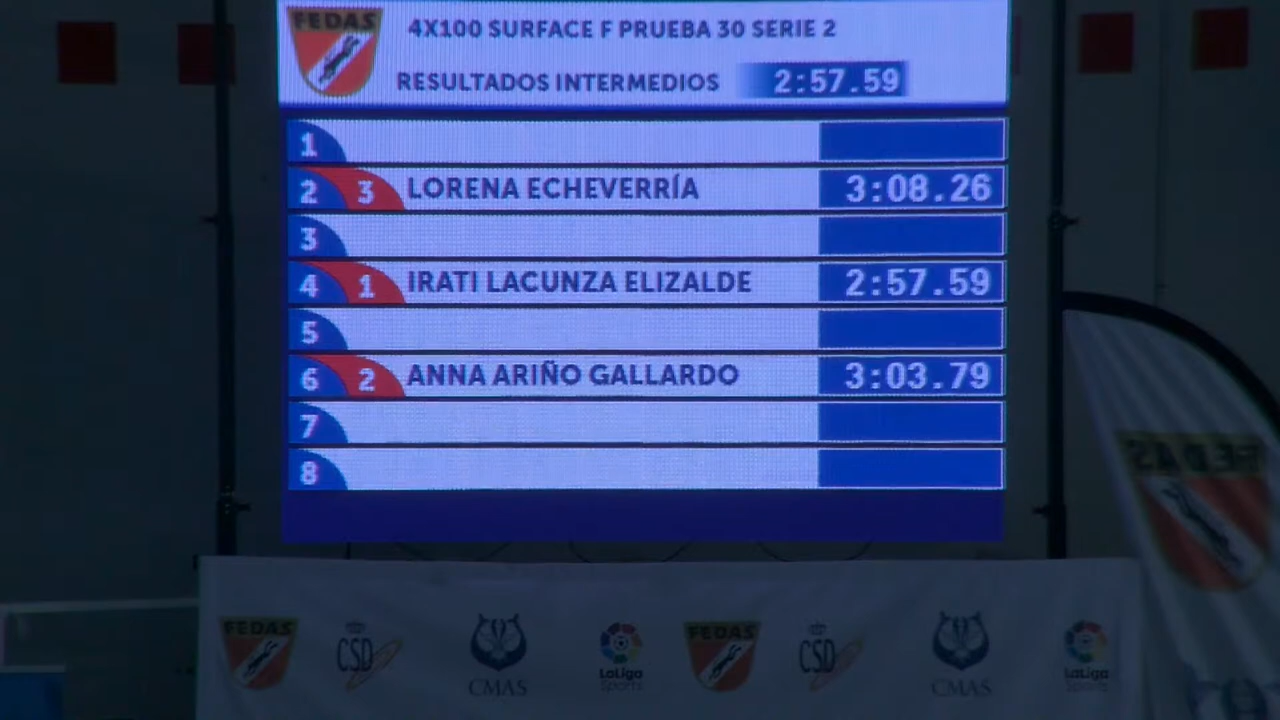 FEDAS
4X100 SURFACE F PRUEBA 30 SERIE 2
RESULTADOS INTERMEDIOS 2:57.59
1
2 3 LORENA ECHEVERRÍA 3:08.26
3
4 1 IRATI LACUNZA ELIZALDE 2:57.59
5
6 2 ANNA ARIÑO GALLARDO 3:03.79
7
8
FEDAS
FEDAS CSD CMAS LaLiga Sports FEDAS CSD CMAS LaLiga Sports